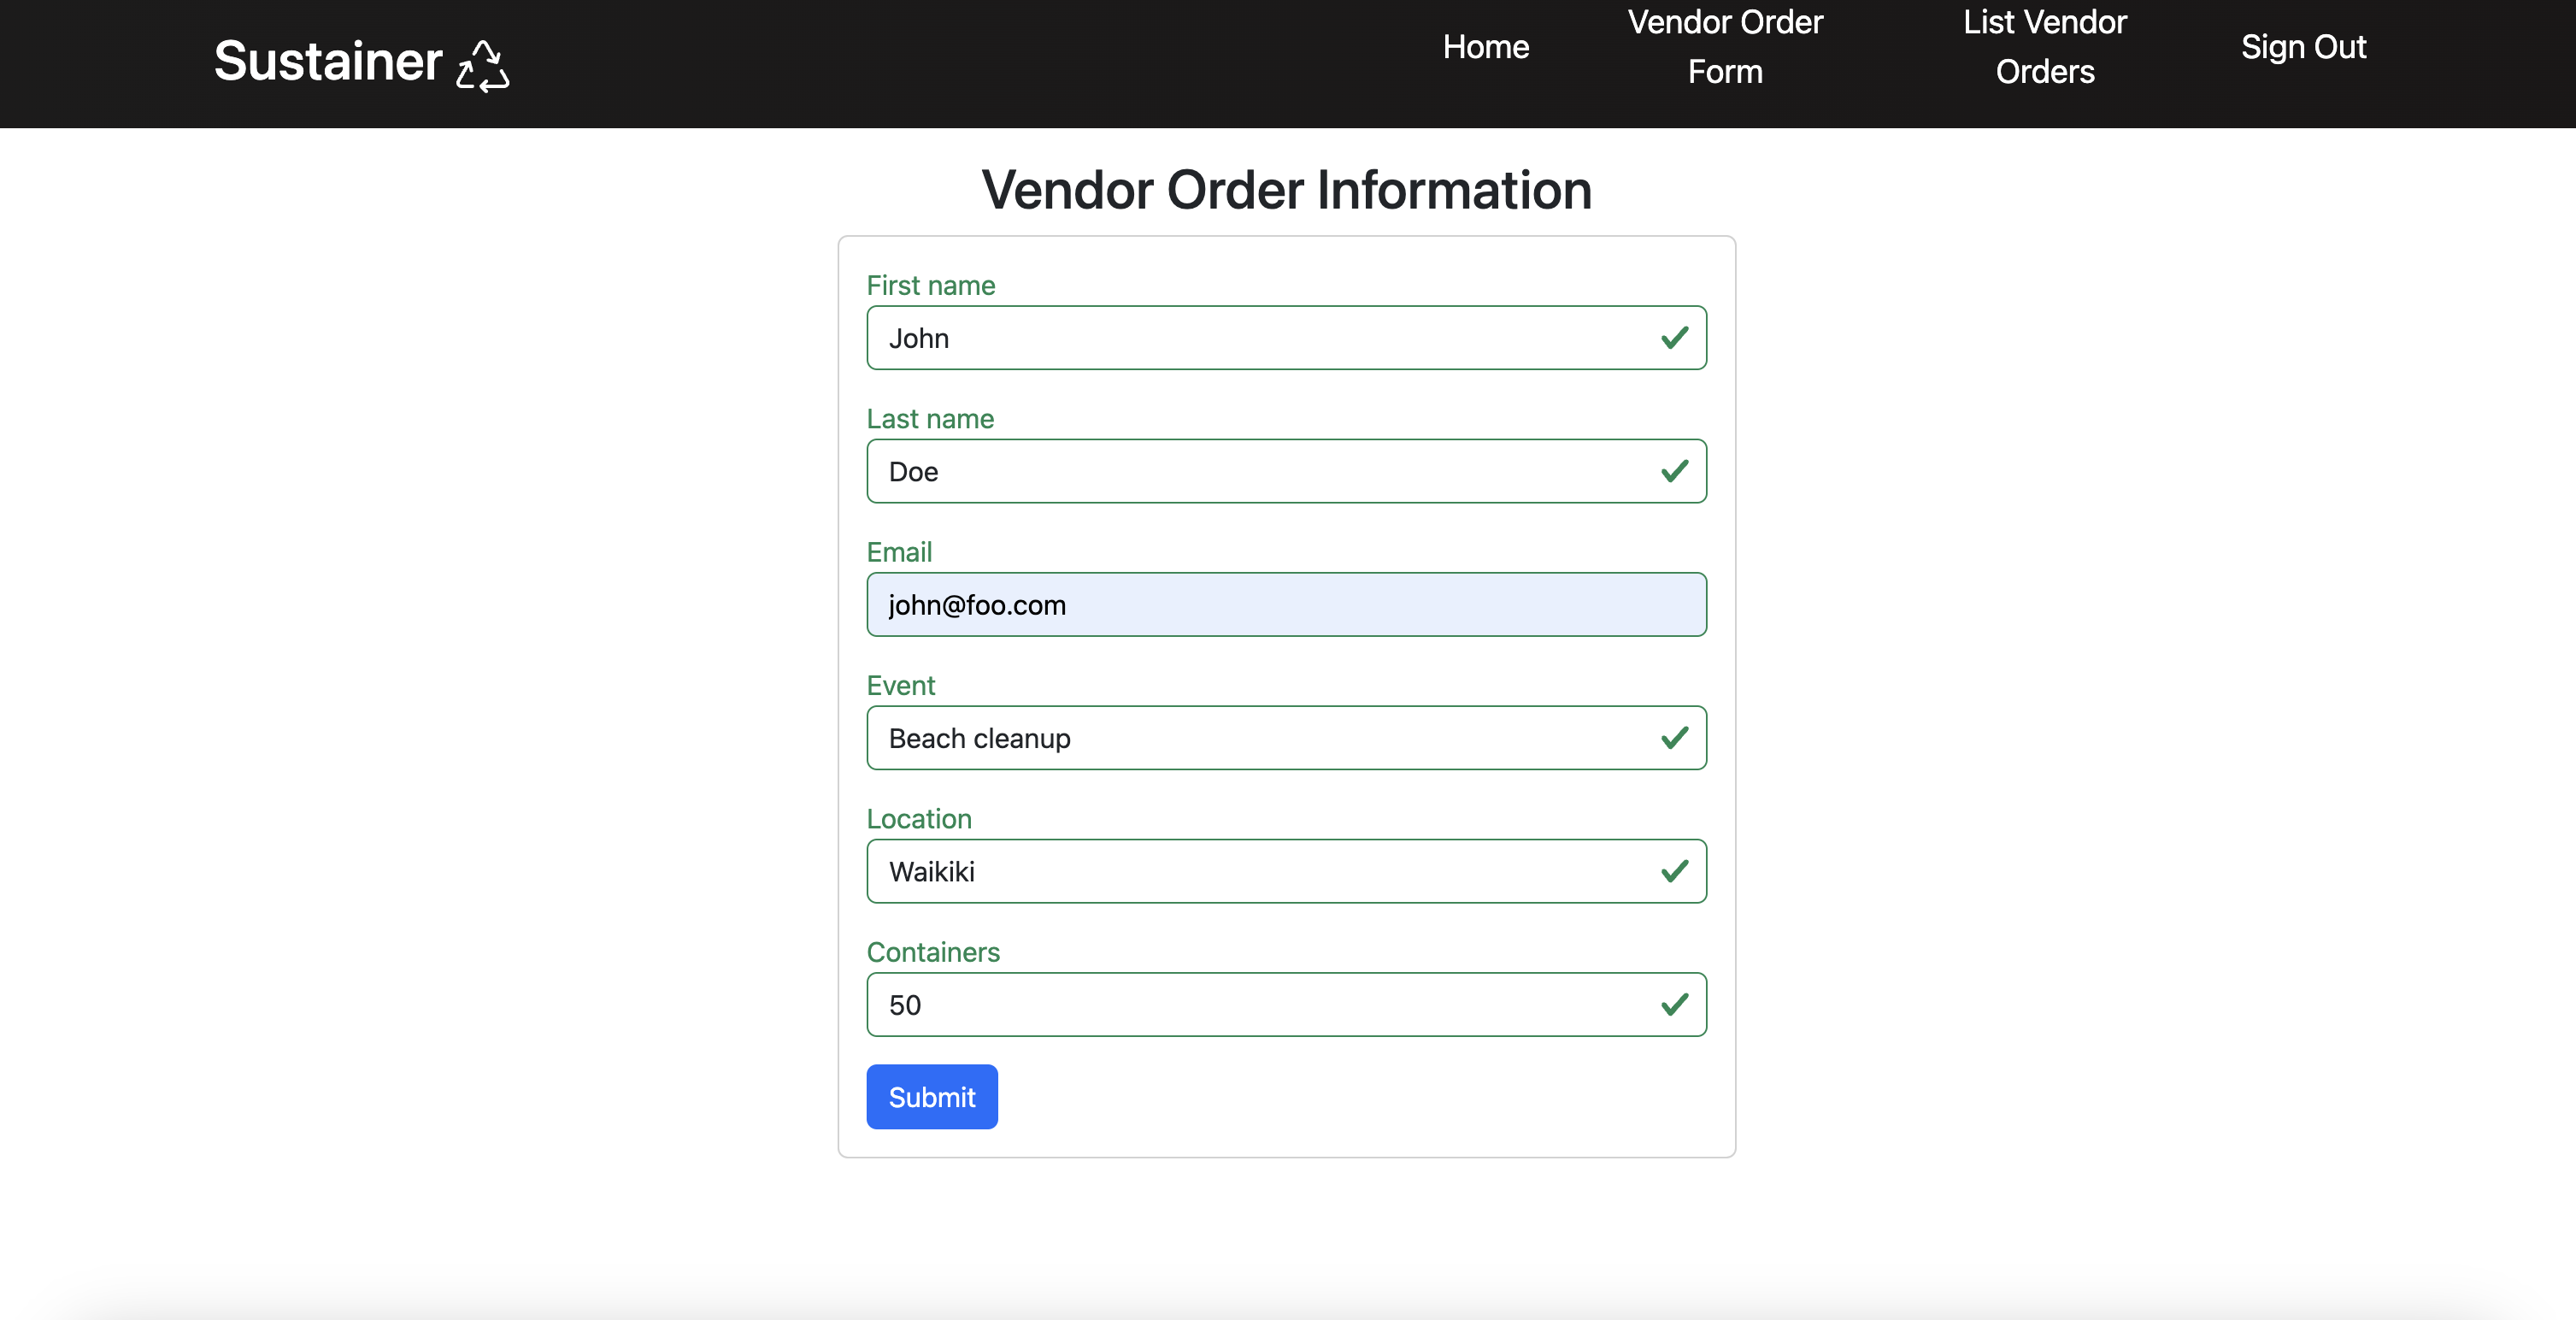 Sustainer
Home
Vendor Order
Form
List Vendor
Orders
Sign Out
Vendor Order Information
First name
John
Last name
Doe
Email
john@foo.com
Event
Beach cleanup
Location
Waikiki
Containers
50
Submit